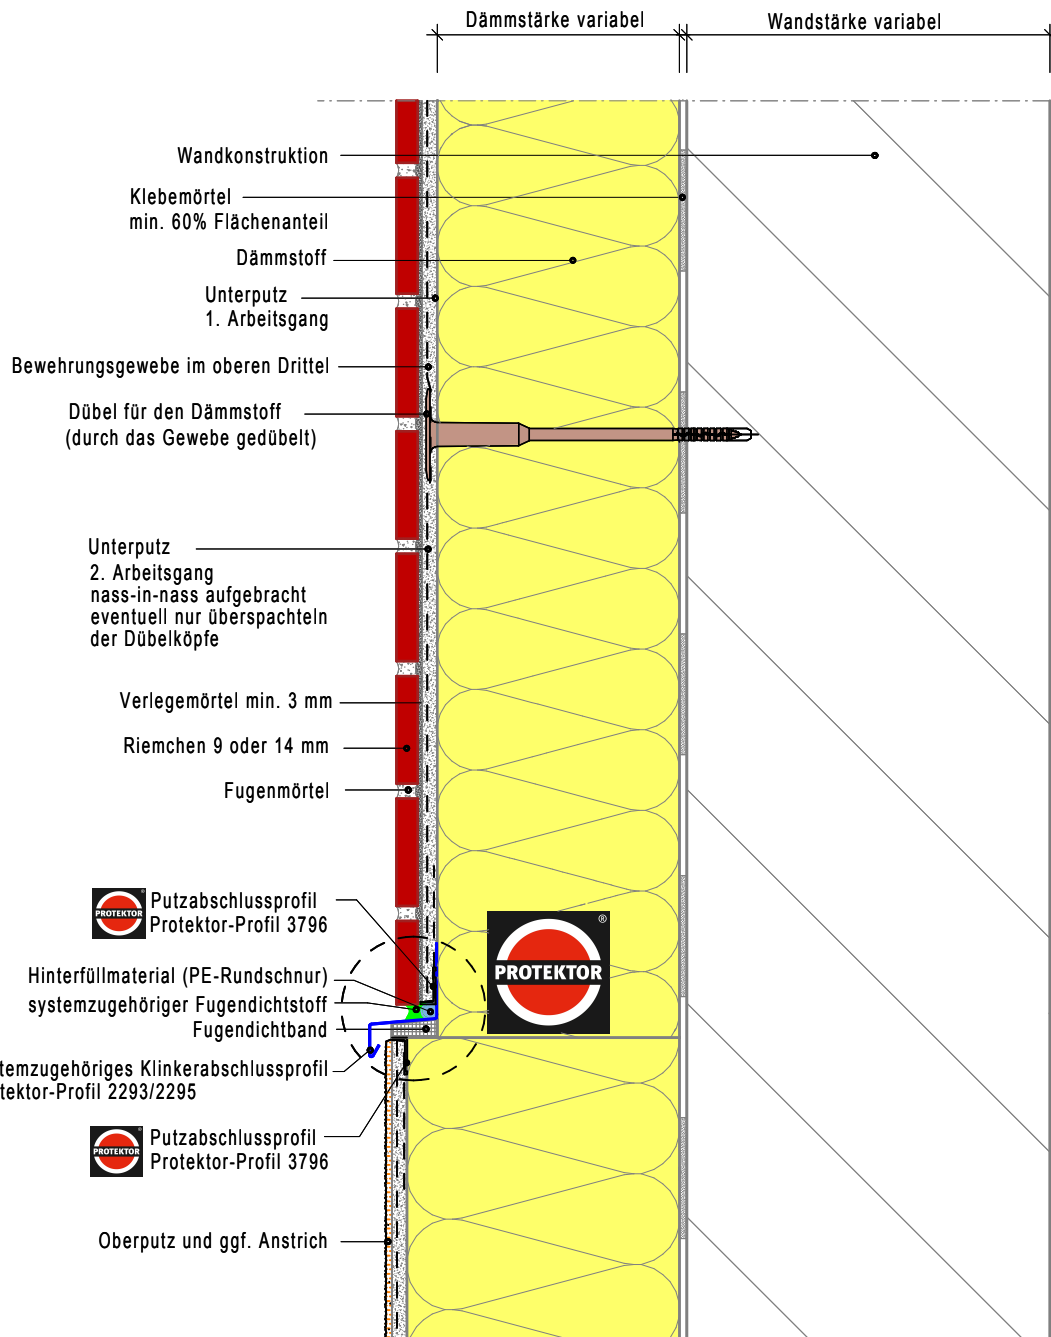 Dämmstärke variabel
Wandstärke variabel
Wandkonstruktion
Klebemörtel
min. 60% Flächenanteil
Dämmstoff
Unterputz
1. Arbeitsgang
Bewehrungsgewebe im oberen Drittel
Dübel für den Dämmstoff
(durch das Gewebe gedübelt)
Unterputz
2. Arbeitsgang
nass-in-nass aufgebracht
eventuell nur überspachteln
der Dübelköpfe
Verlegemörtel min. 3 mm
Riemchen 9 oder 14 mm
Fugenmörtel
PROTEKTOR®
Putzabschlussprofil
Protektor-Profil 3796
PROTEKTOR®
Hinterfüllmaterial (PE-Rundschnur)
systemzugehöriger Fugendichtstoff
Fugendichtband
temzugehöriges Klinkerabschlussprofil
tektor-Profil 2293/2295
PROTEKTOR®
Putzabschlussprofil
Protektor-Profil 3796
Oberputz und ggf. Anstrich